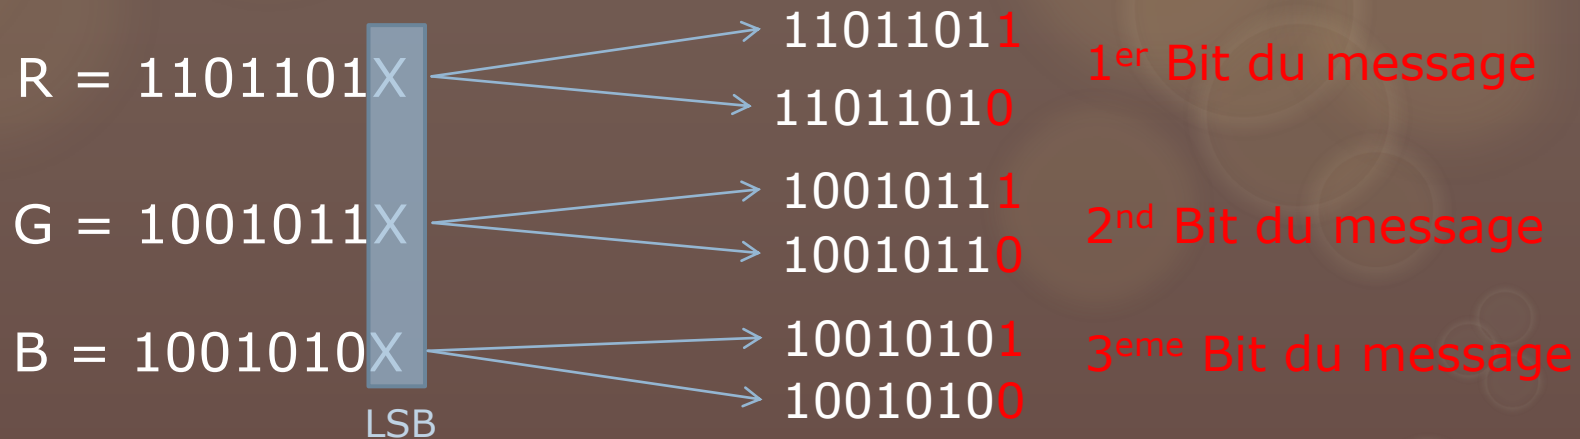 11011011
1er Bit du message
R = 1101101X
11011010
10010111
2nd Bit du message
G = 1001011X
10010110
10010101
3eme Bit du message
B = 1001010X
10010100
LSB